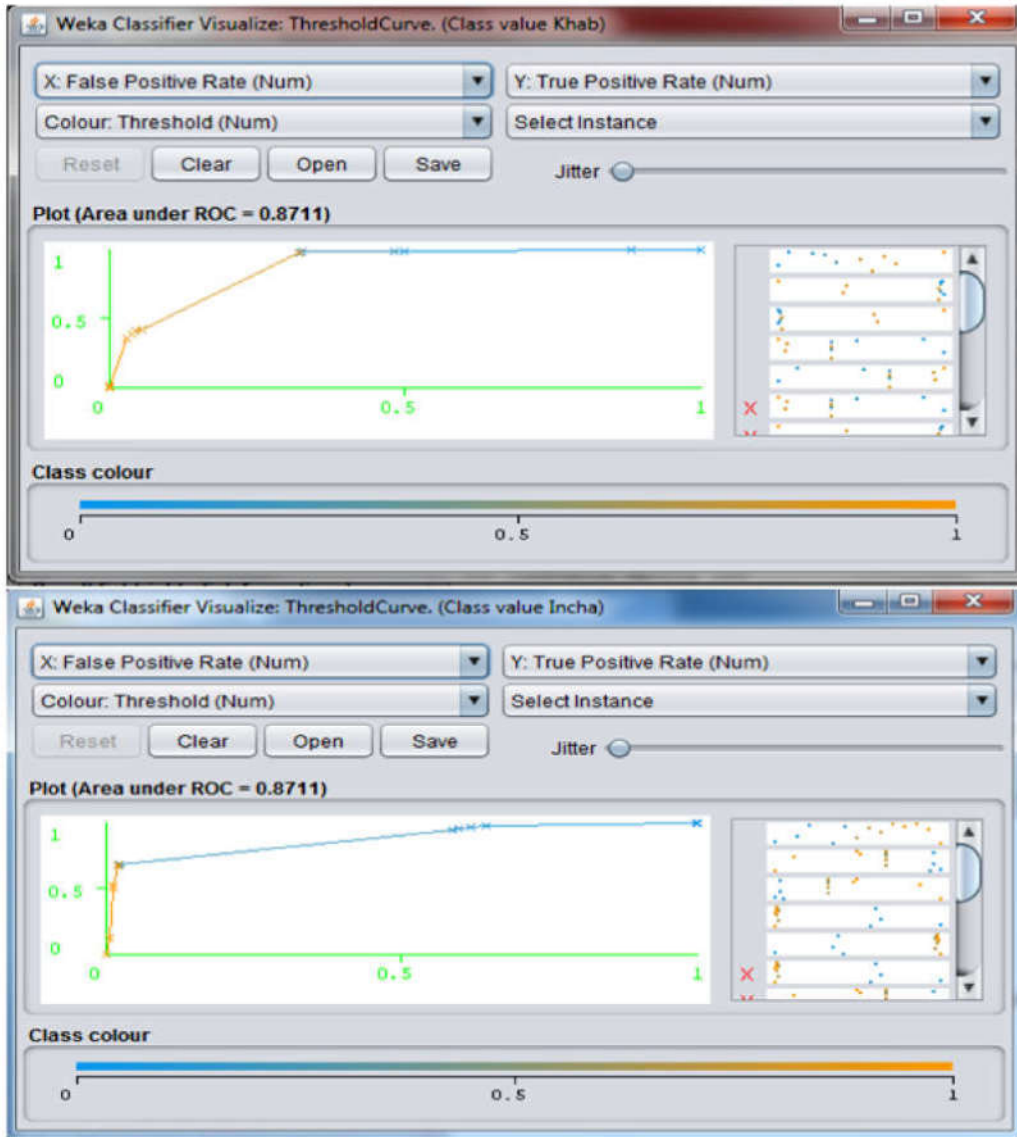 Weka Classifier Visualize: ThresholdCurve. (Class value Khab)
X: False Positive Rate (Num) Y: True Positive Rate (Num)
Colour: Threshold (Num) Select Instance
Reset Clear Open Save Jitter
Plot (Area under ROC = 0.8711)
1
0.5
0
0 0.5 1
Class colour
0 0.5 1
Weka Classifier Visualize: ThresholdCurve. (Class value Incha)
X: False Positive Rate (Num) Y: True Positive Rate (Num)
Colour: Threshold (Num) Select Instance
Reset Clear Open Save Jitter
Plot (Area under ROC = 0.8711)
1
0.5
0
0 0.5 1
Class colour
0 0.5 1